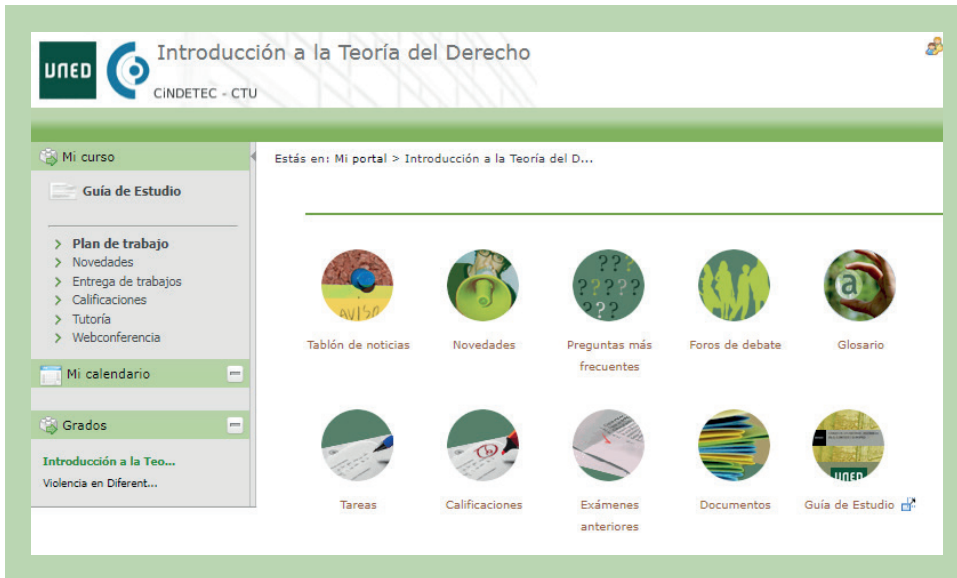 UNED
Introducción a la Teoría del Derecho
CiNDETEC - CTU
Mi curso
Guía de Estudio
Plan de trabajo
Novedades
Entrega de trabajos
Calificaciones
Tutoría
Webconferencia
Mi calendario
Grados
Introducción a la Teo...
Violencia en Diferent...
Estás en: Mi portal > Introducción a la Teoría del D...
AVISO
Tablón de noticias
Novedades
? ? ?
? ? ? ? ?
? ? ?
Preguntas más
frecuentes
Foros de debate
a
Glosario
Tareas
Calificaciones
Exámenes
anteriores
Documentos
UNED
Guía de Estudio